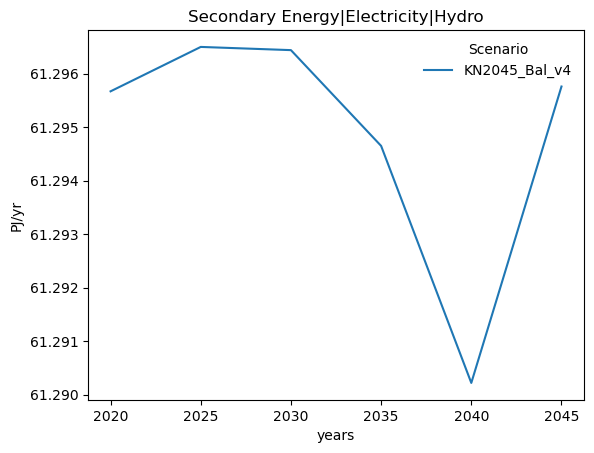 Secondary Energy|Electricity|Hydro
Scenario
KN2045_Bal_v4
61.296
61.295
61.294
61.293
61.292
61.291
61.290
PJ/yr
2020 2025 2030 2035 2040 2045
years